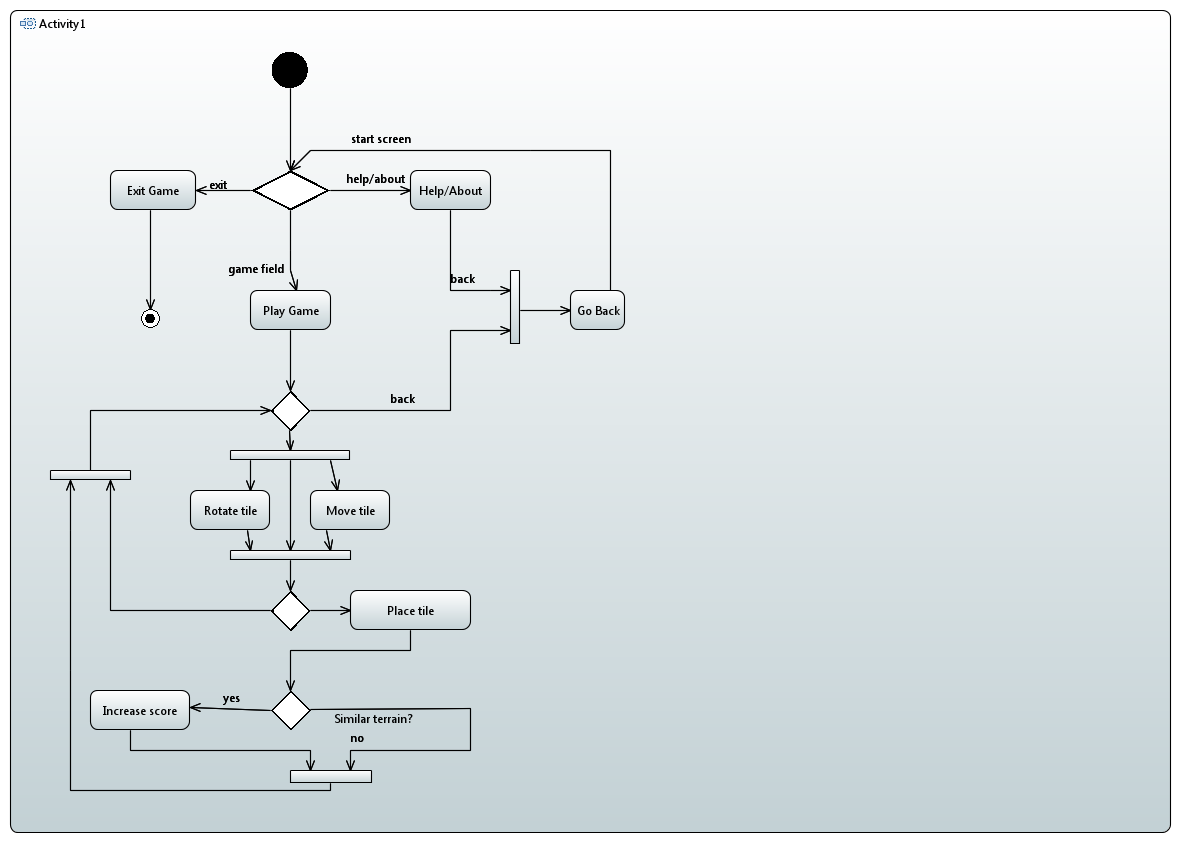 Activity1
start screen
exit
help/about
Exit Game
Help/About
game field
back
Play Game
Go Back
back
Rotate tile
Move tile
Place tile
yes
Increase score
Similar terrain?
no